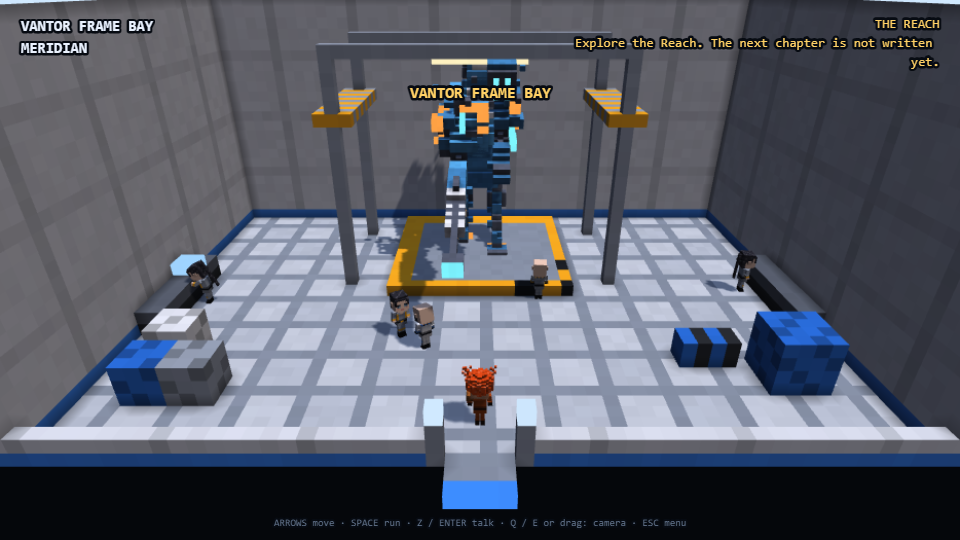 VANTOR FRAME BAY
MERIDIAN
THE REACH
Explore the Reach. The next chapter is not written
yet.
VANTOR FRAME BAY
ARROWS move · SPACE run · Z / ENTER talk · Q / E or drag: camera · ESC menu